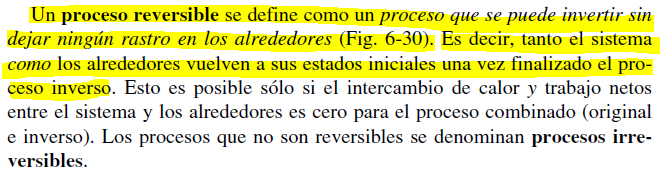 Un proceso reversible se define como un proceso que se puede invertir sin
dejar ningún rastro en los alrededores (Fig. 6-30). Es decir, tanto el sistema
como los alrededores vuelven a sus estados iniciales una vez finalizado el pro-
ceso inverso. Esto es posible sólo si el intercambio de calor y trabajo netos
entre el sistema y los alrededores es cero para el proceso combinado (original
e inverso). Los procesos que no son reversibles se denominan procesos irre-
versibles.